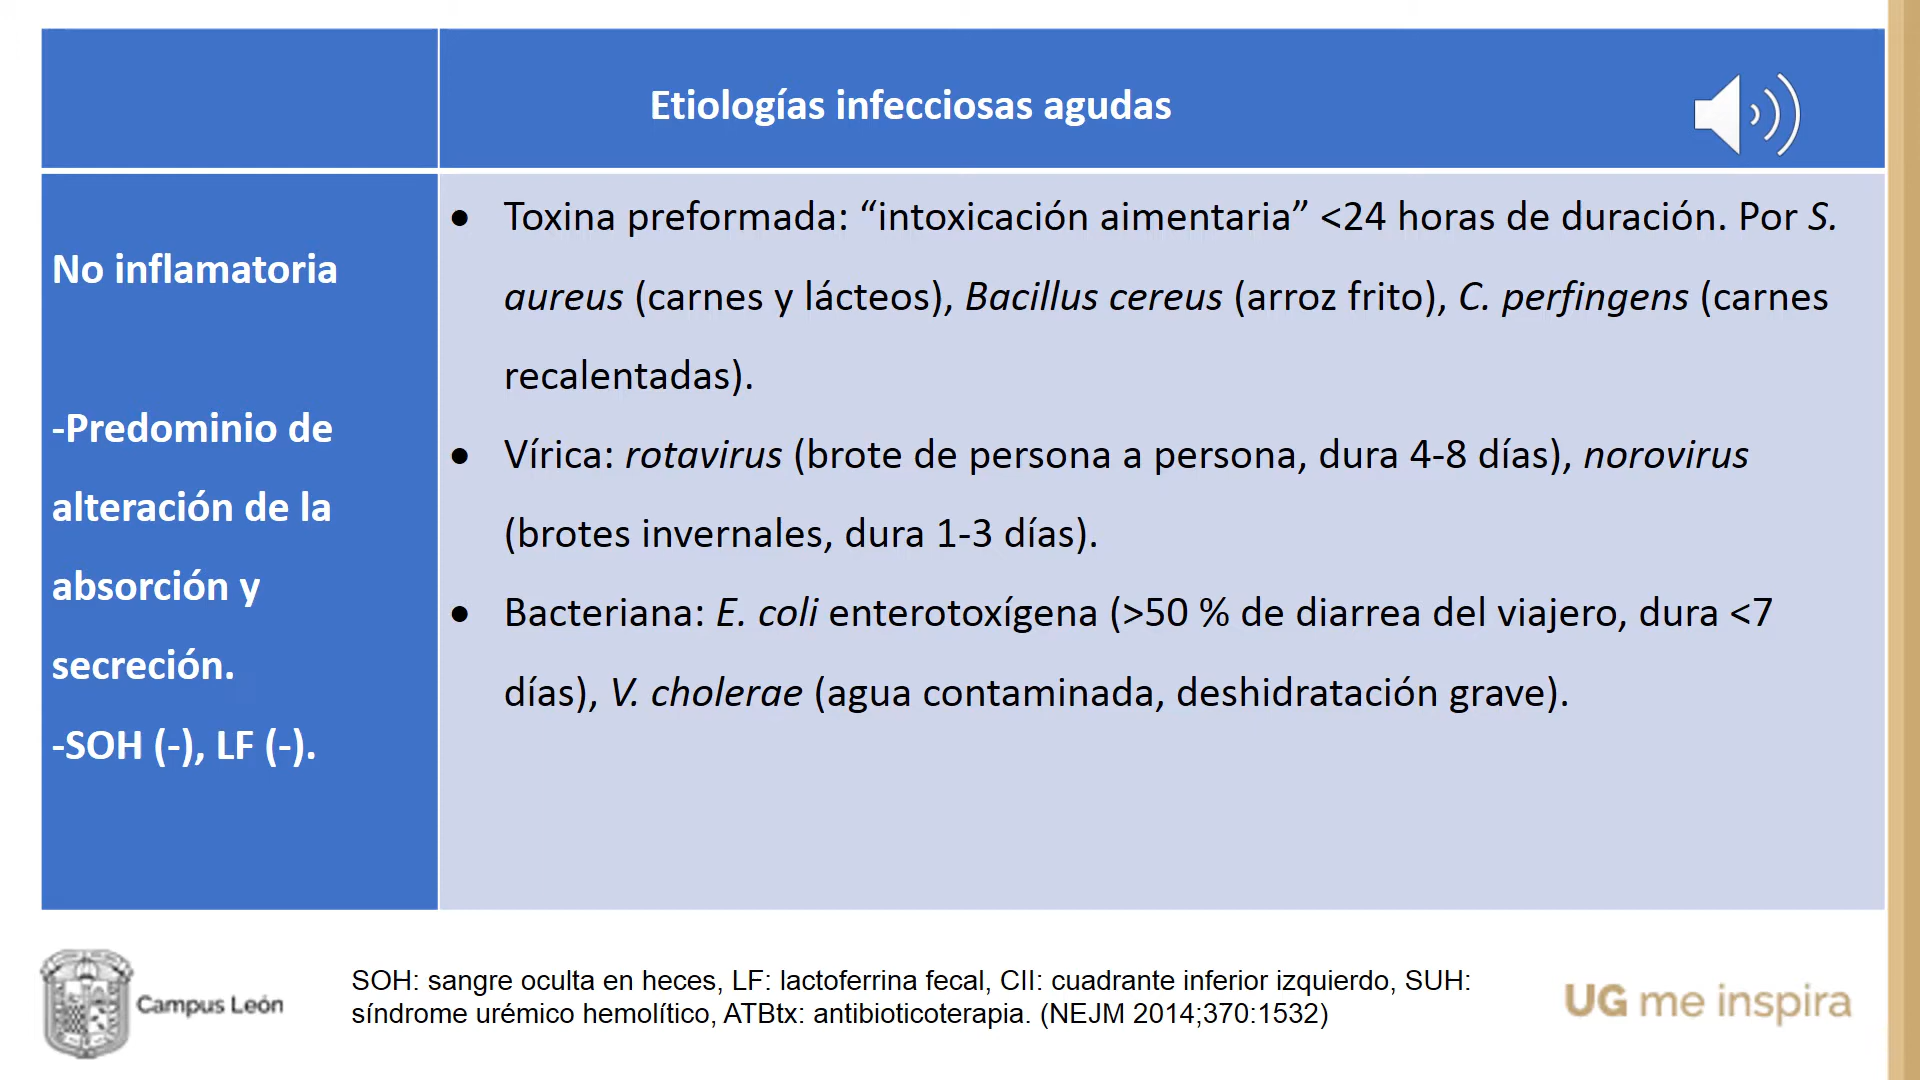 Etiologías infecciosas agudas
No inflamatoria
-Predominio de
alteración de la
absorción y
secreción.
-SOH (-), LF (-).
• Toxina preformada: “intoxicación aimentaria” <24 horas de duración. Por S.
aureus (carnes y lácteos), Bacillus cereus (arroz frito), C. perfingens (carnes
recalentadas).
• Vírica: rotavirus (brote de persona a persona, dura 4-8 días), norovirus
(brotes invernales, dura 1-3 días).
• Bacteriana: E. coli enterotoxígena (>50 % de diarrea del viajero, dura <7
días), V. cholerae (agua contaminada, deshidratación grave).
Campus León
SOH: sangre oculta en heces, LF: lactoferrina fecal, CII: cuadrante inferior izquierdo, SUH:
síndrome urémico hemolítico, ATBtx: antibioticoterapia. (NEJM 2014;370:1532)
UG me inspira